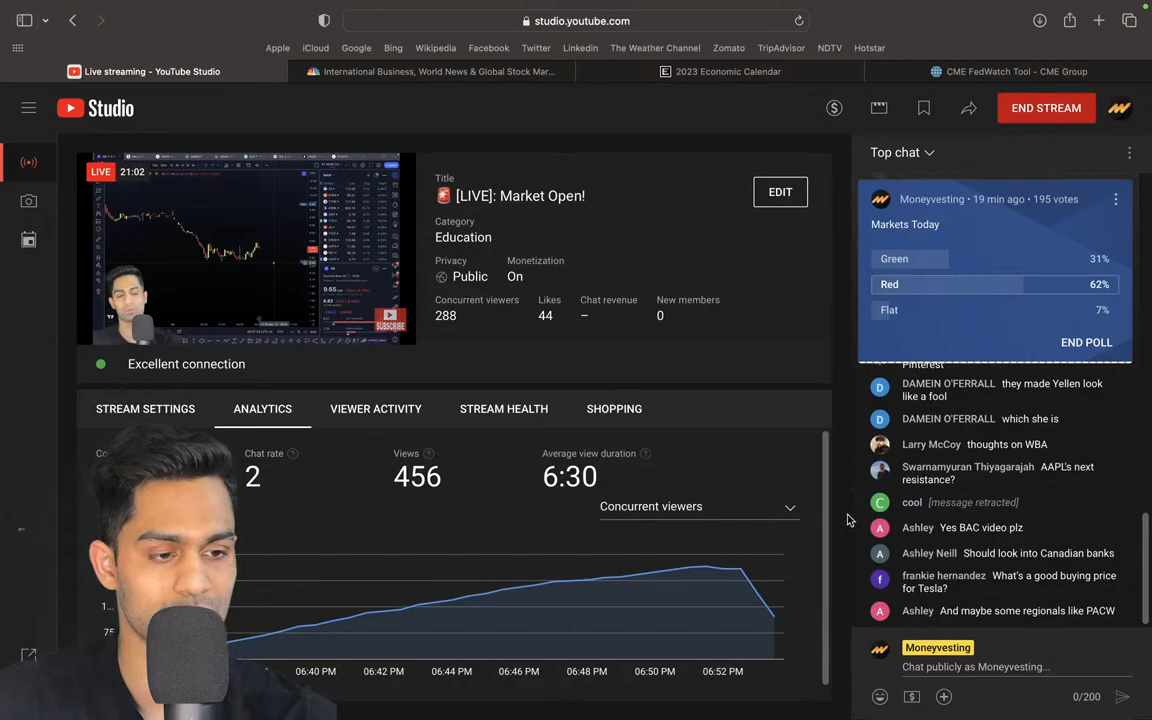 studio.youtube.com
Apple iCloud Google Bing Wikipedia Facebook Twitter Linkedin The Weather Channel Zomato TripAdvisor NDTV Hotstar
Live streaming - YouTube Studio
International Business, World News & Global Stock Mar...
2023 Economic Calendar
CME FedWatch Tool - CME Group
Studio
END STREAM
LIVE 21:02
SUBSCRIBE
Title
[LIVE]: Market Open!
EDIT
Category
Education
Privacy Monetization
Public On
Concurrent viewers Likes Chat revenue New members
288 44 – 0
Excellent connection
STREAM SETTINGS ANALYTICS VIEWER ACTIVITY STREAM HEALTH SHOPPING
Chat rate Views Average view duration
2 456 6:30
Concurrent viewers
1...
75
06:40 PM 06:42 PM 06:44 PM 06:46 PM 06:48 PM 06:50 PM 06:52 PM
Top chat
Moneyvesting • 19 min ago • 195 votes
Markets Today
Green 31%
Red 62%
Flat 7%
END POLL
Pinterest
DAMEIN O'FERRALL they made Yellen look
like a fool
DAMEIN O'FERRALL which she is
Larry McCoy thoughts on WBA
Swarnamyuran Thiyagarajah AAPL's next
resistance?
C cool [message retracted]
Ashley Yes BAC video plz
Ashley Neill Should look into Canadian banks
frankie hernandez What's a good buying price
for Tesla?
Ashley And maybe some regionals like PACW
Moneyvesting
Chat publicly as Moneyvesting...
0/200